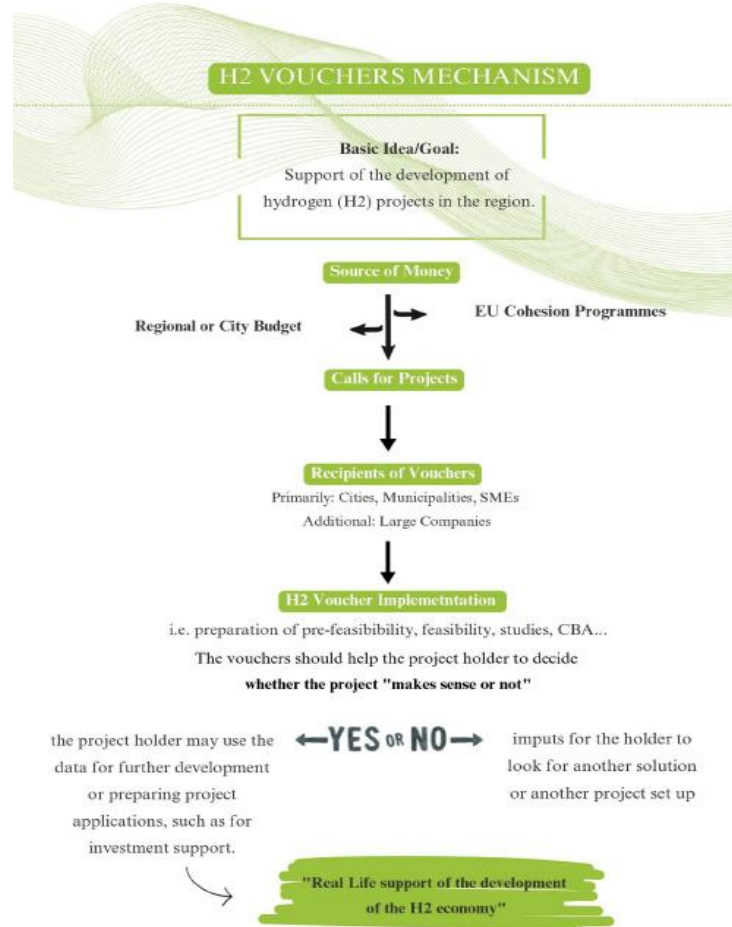 H2 VOUCHERS MECHANISM
Basic Idea/Goal:
Support of the development of
hydrogen (H2) projects in the region.
Source of Money
Regional or City Budget
EU Cohesion Programmes
Calls for Projects
Recipients of Vouchers
Primarily: Cities, Municipalities, SMEs
Additional: Large Companies
H2 Voucher Implemetntation
i.e. preparation of pre-feasibibility, feasibility, studies, CBA...
The vouchers should help the project holder to decide
whether the project "makes sense or not"
YES OR NO
the project holder may use the
data for further development
or preparing project
applications, such as for
investment support.
imputs for the holder to
look for another solution
or another project set up
"Real Life support of the development
of the H2 economy"